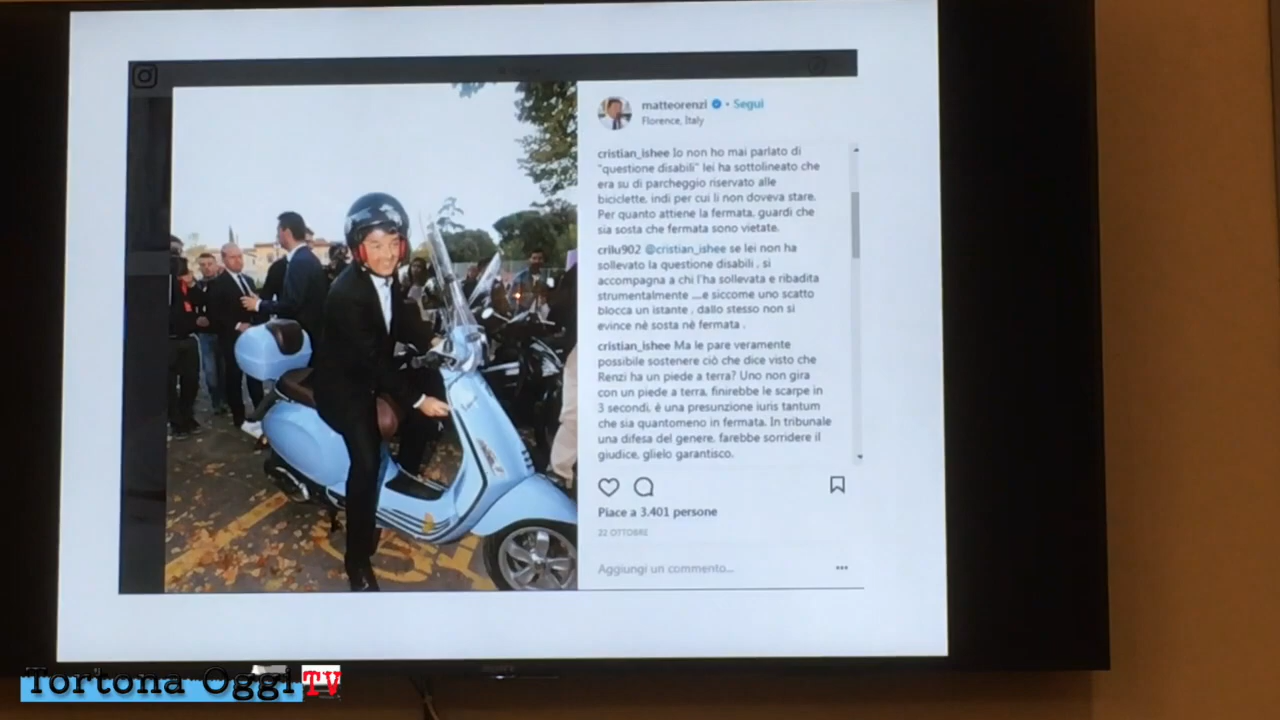 matteorenzi • Segui
Florence, Italy
cristian_ishee Io non ho mai parlato di
"questione disabili" lei ha sottolineato che
era su di parcheggio riservato alle
biciclette, indi per cui lì non doveva stare.
Per quanto attiene la fermata, guardi che
sia sosta che fermata sono vietate.
crilu902 @cristian_ishee se lei non ha
sollevato la questione disabili , si
accompagna a chi l'ha sollevata e ribadita
strumentalmente ....e siccome uno scatto
blocca un istante , dallo stesso non si
evince nè sosta nè fermata .
cristian_ishee Ma le pare veramente
possibile sostenere ciò che dice visto che
Renzi ha un piede a terra? Uno non gira
con un piede a terra, finirebbe le scarpe in
3 secondi, è una presunzione iuris tantum
che sia quantomeno in fermata. In tribunale
una difesa del genere, farebbe sorridere il
giudice, glielo garantisco.
Piace a 3.401 persone
22 OTTOBRE
Aggiungi un commento...
SONY
Tortona Oggi TV